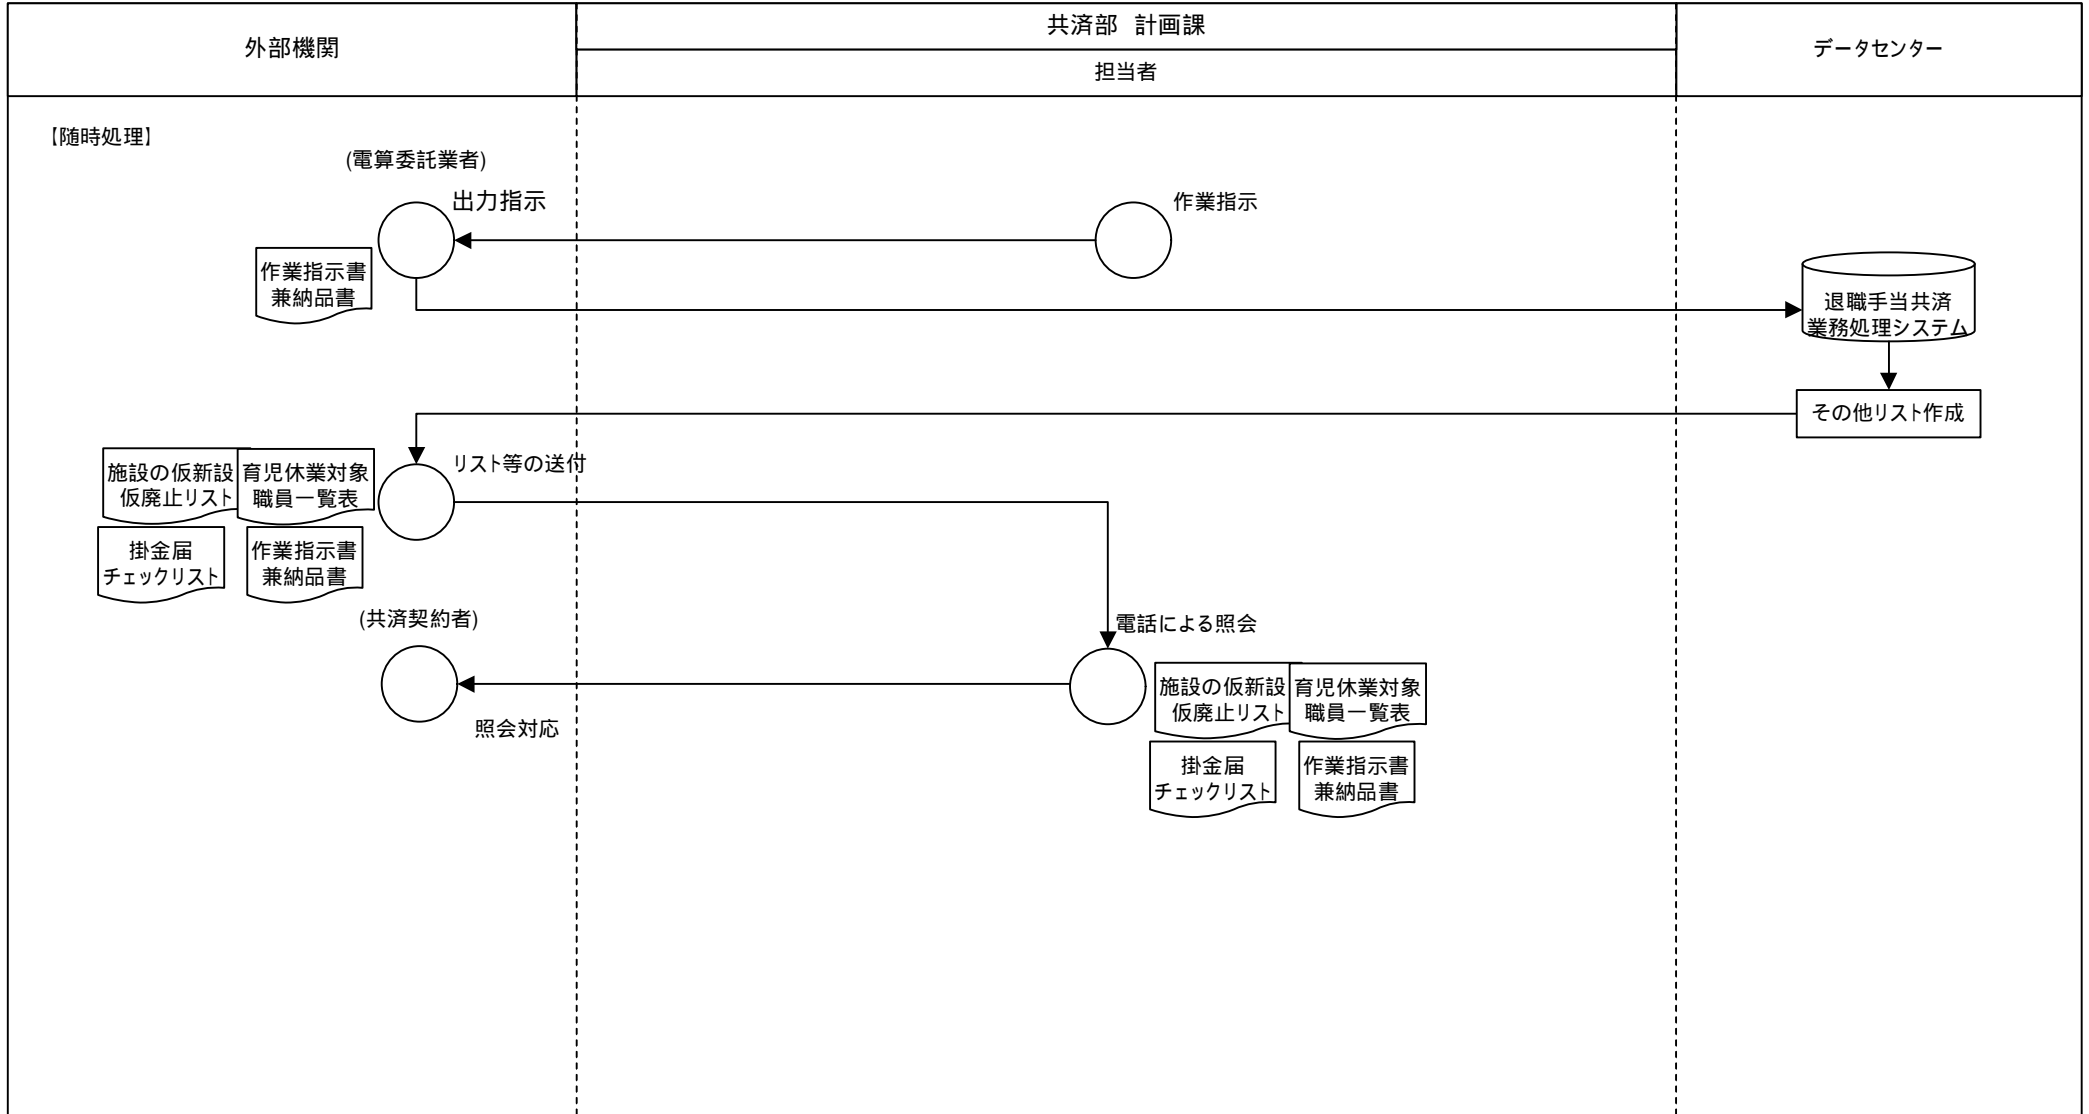 外部機関
共済部 計画課
担当者
データセンター
【随時処理】
(電算委託業者)
出力指示
作業指示
作業指示書
兼納品書
退職手当共済
業務処理システム
その他リスト作成
リスト等の送付
施設の仮新設
仮廃止リスト
育児休業対象
職員一覧表
掛金届
チェックリスト
作業指示書
兼納品書
(共済契約者)
電話による照会
照会対応
施設の仮新設
仮廃止リスト
育児休業対象
職員一覧表
掛金届
チェックリスト
作業指示書
兼納品書